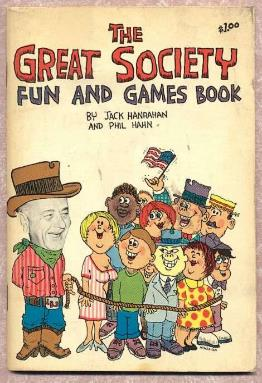 THE
$1.00
GREAT SOCIETY
FUN AND GAMES BOOK
BY JACK HANRAHAN
AND PHIL HAHN